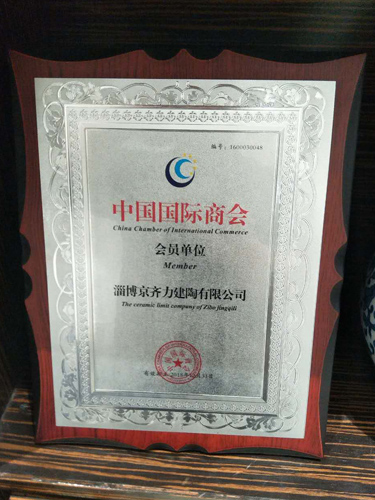 编号：1600030048
中国国际商会
China Chamber of International Commerce
会员单位
Member
淄博京齐力建陶有限公司
The ceramic limit company of Zibo jingqili